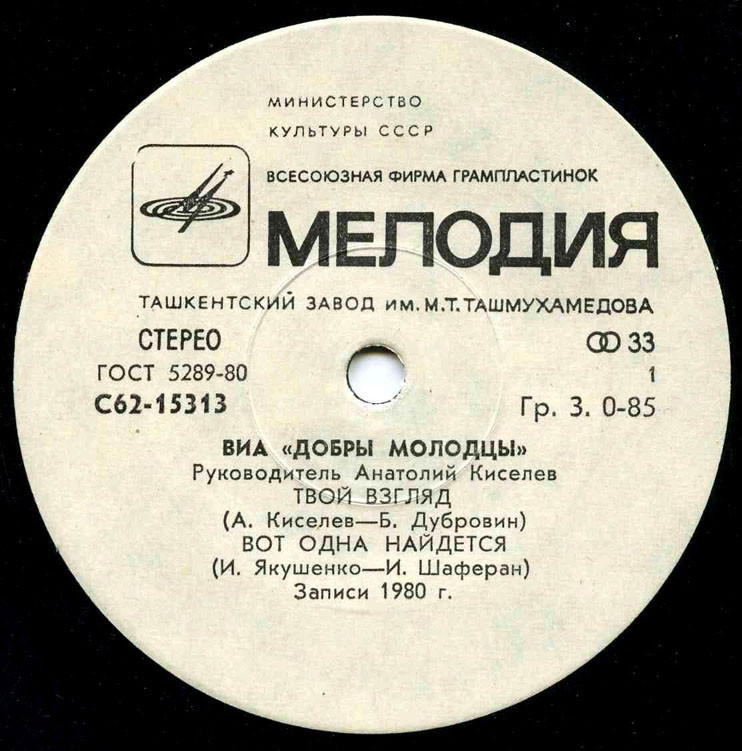 МИНИСТЕРСТВО
КУЛЬТУРЫ СССР
ВСЕСОЮЗНАЯ ФИРМА ГРАМПЛАСТИНОК
МЕЛОДИЯ
ТАШКЕНТСКИЙ ЗАВОД ИМ. М.Т. ТАШМУХАМЕДОВА
СТЕРЕО 33
ГОСТ 5289-80 1
С62-15313 Гр. 3. 0-85
ВИА «ДОБРЫ МОЛОДЦЫ»
Руководитель Анатолий Киселев
ТВОЙ ВЗГЛЯД
(А. Киселев—Б. Дубровин)
ВОТ ОДНА НАЙДЕТСЯ
(И. Якушенко—И. Шаферан)
Записи 1980 г.